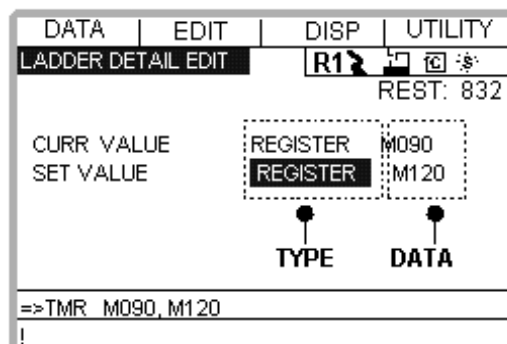 DATA | EDIT | DISP | UTILITY
LADDER DETAIL EDIT R1 C S
REST: 832
CURR VALUE REGISTER M090
SET VALUE REGISTER M120
TYPE DATA
=>TMR M090, M120
!